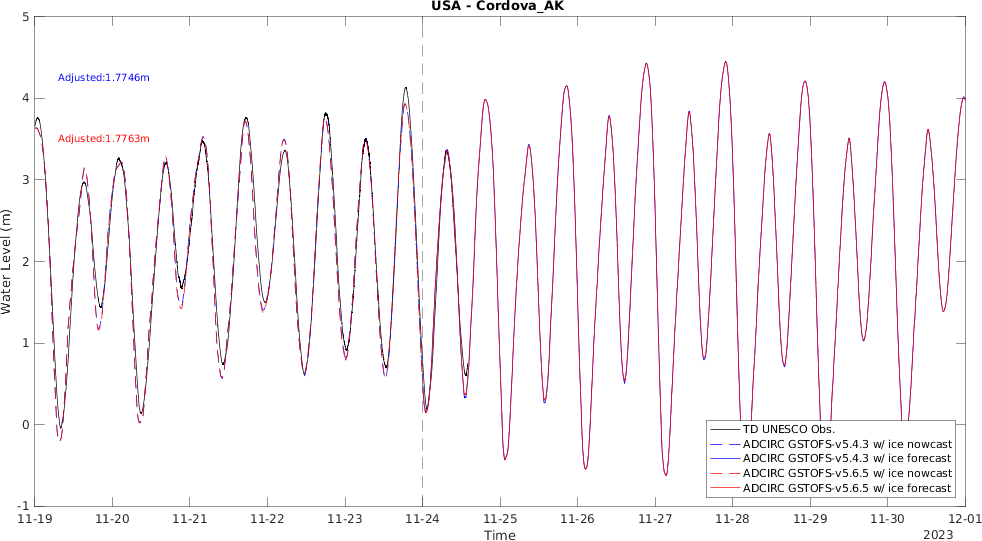 USA - Cordova_AK
5
Adjusted:1.7746m
4
Adjusted:1.7763m
3
2
1
0
-1
Water Level (m)
TD UNESCO Obs.
ADCIRC GSTOFS-v5.4.3 w/ ice nowcast
ADCIRC GSTOFS-v5.4.3 w/ ice forecast
ADCIRC GSTOFS-v5.6.5 w/ ice nowcast
ADCIRC GSTOFS-v5.6.5 w/ ice forecast
11-19 11-20 11-21 11-22 11-23 11-24 11-25 11-26 11-27 11-28 11-29 11-30 12-01
Time
2023